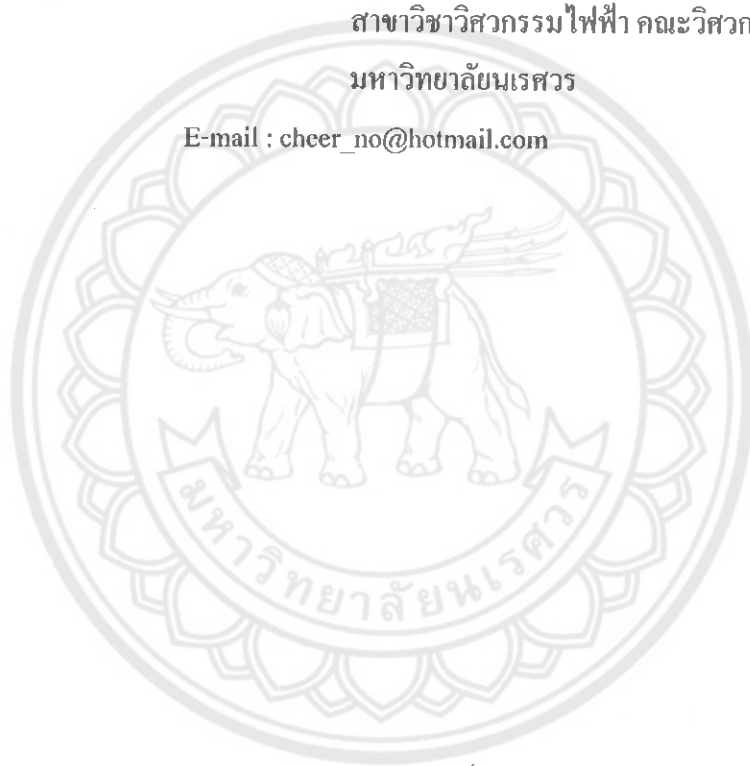 สาขาวิชาวิศวกรรมไฟฟ้า คณะวิศวก
มหาวิทยาลัยนเรศวร
E-mail : cheer_no@hotmail.com
มหาวิทยาลัยนเรศวร